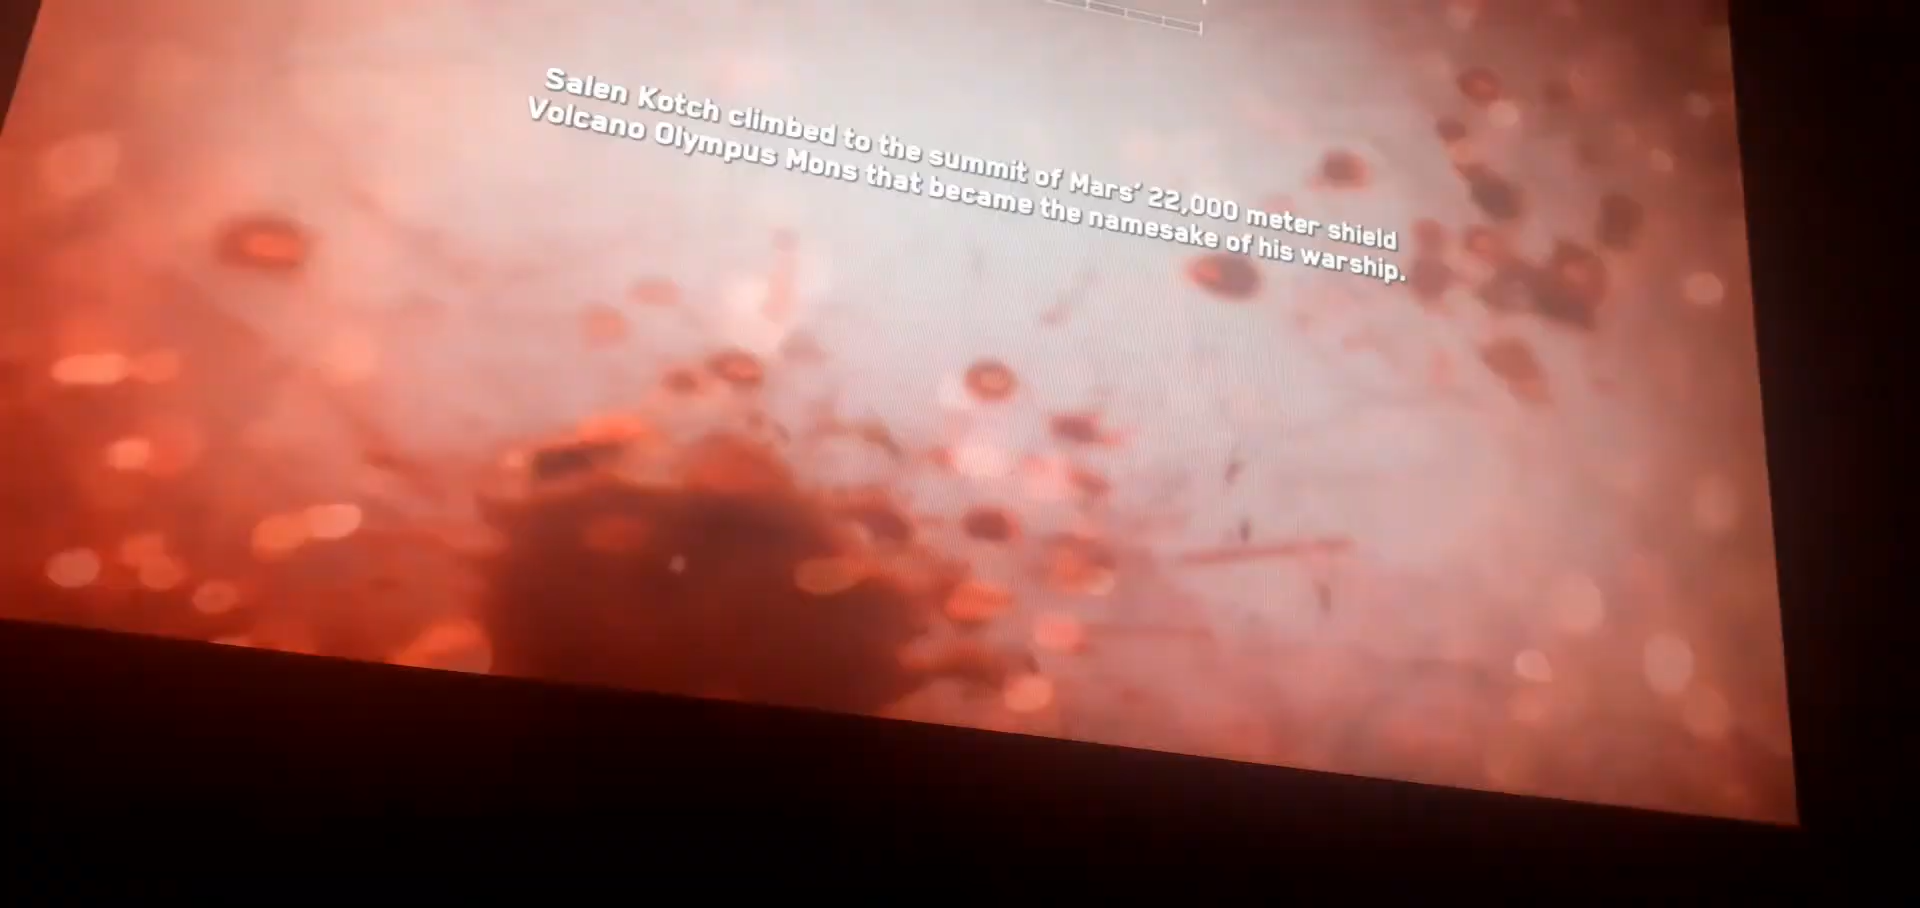 Salen Kotch climbed to the summit of Mars' 22,000 meter shield
Volcano Olympus Mons that became the namesake of his warship.